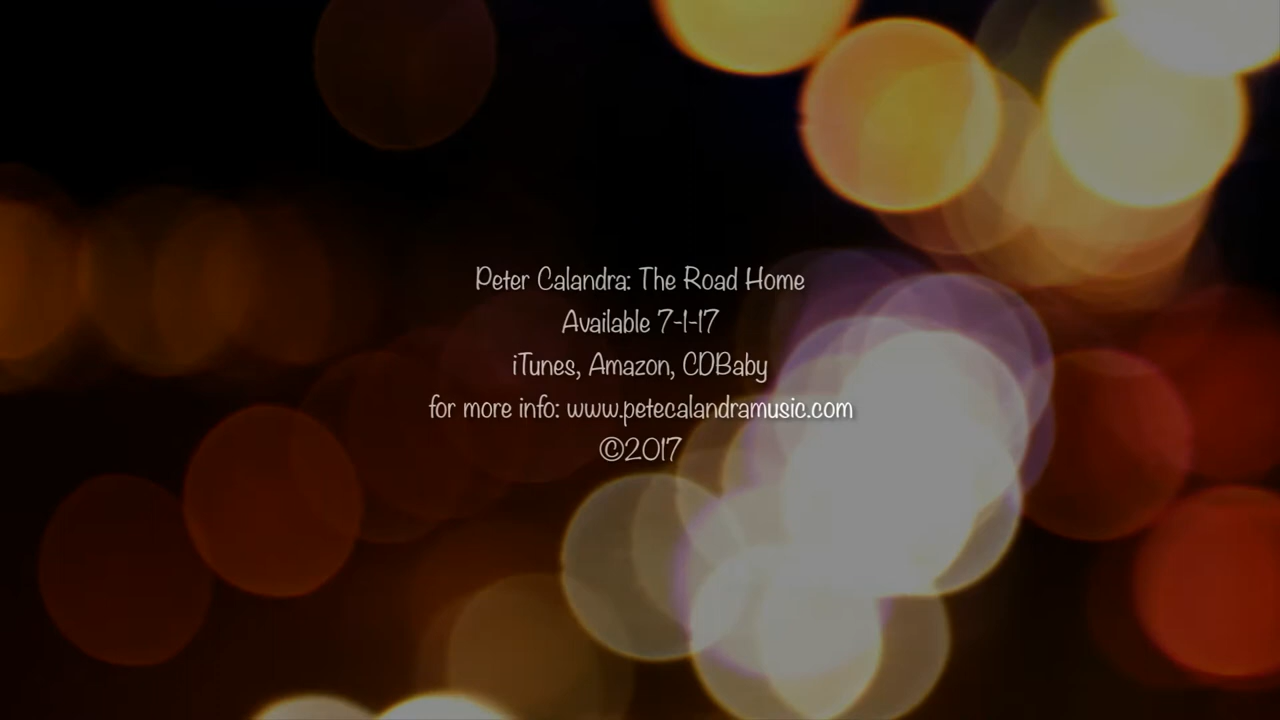 Peter Calandra: The Road Home
Available 7-1-17
iTunes, Amazon, CDBaby
for more info: www.petecalandramusic.com
©2017